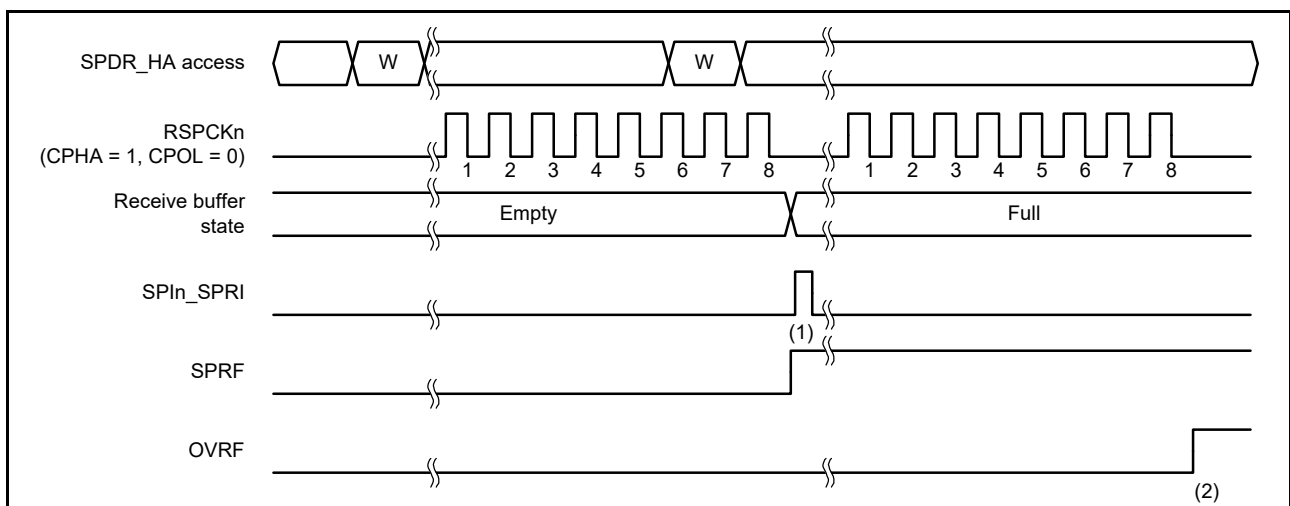 SPDR_HA access
W
W
RSPCKn
(CPHA = 1, CPOL = 0)
1 2 3 4 5 6 7 8
1 2 3 4 5 6 7 8
Receive buffer
state
Empty
Full
SPIn_SPRI
(1)
SPRF
OVRF
(2)